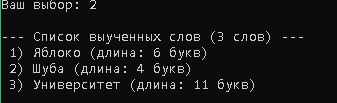 Ваш выбор: 2
--- Список выученных слов (3 слов) ---
1) Яблоко (длина: 6 букв)
2) Шуба (длина: 4 букв)
3) Университет (длина: 11 букв)